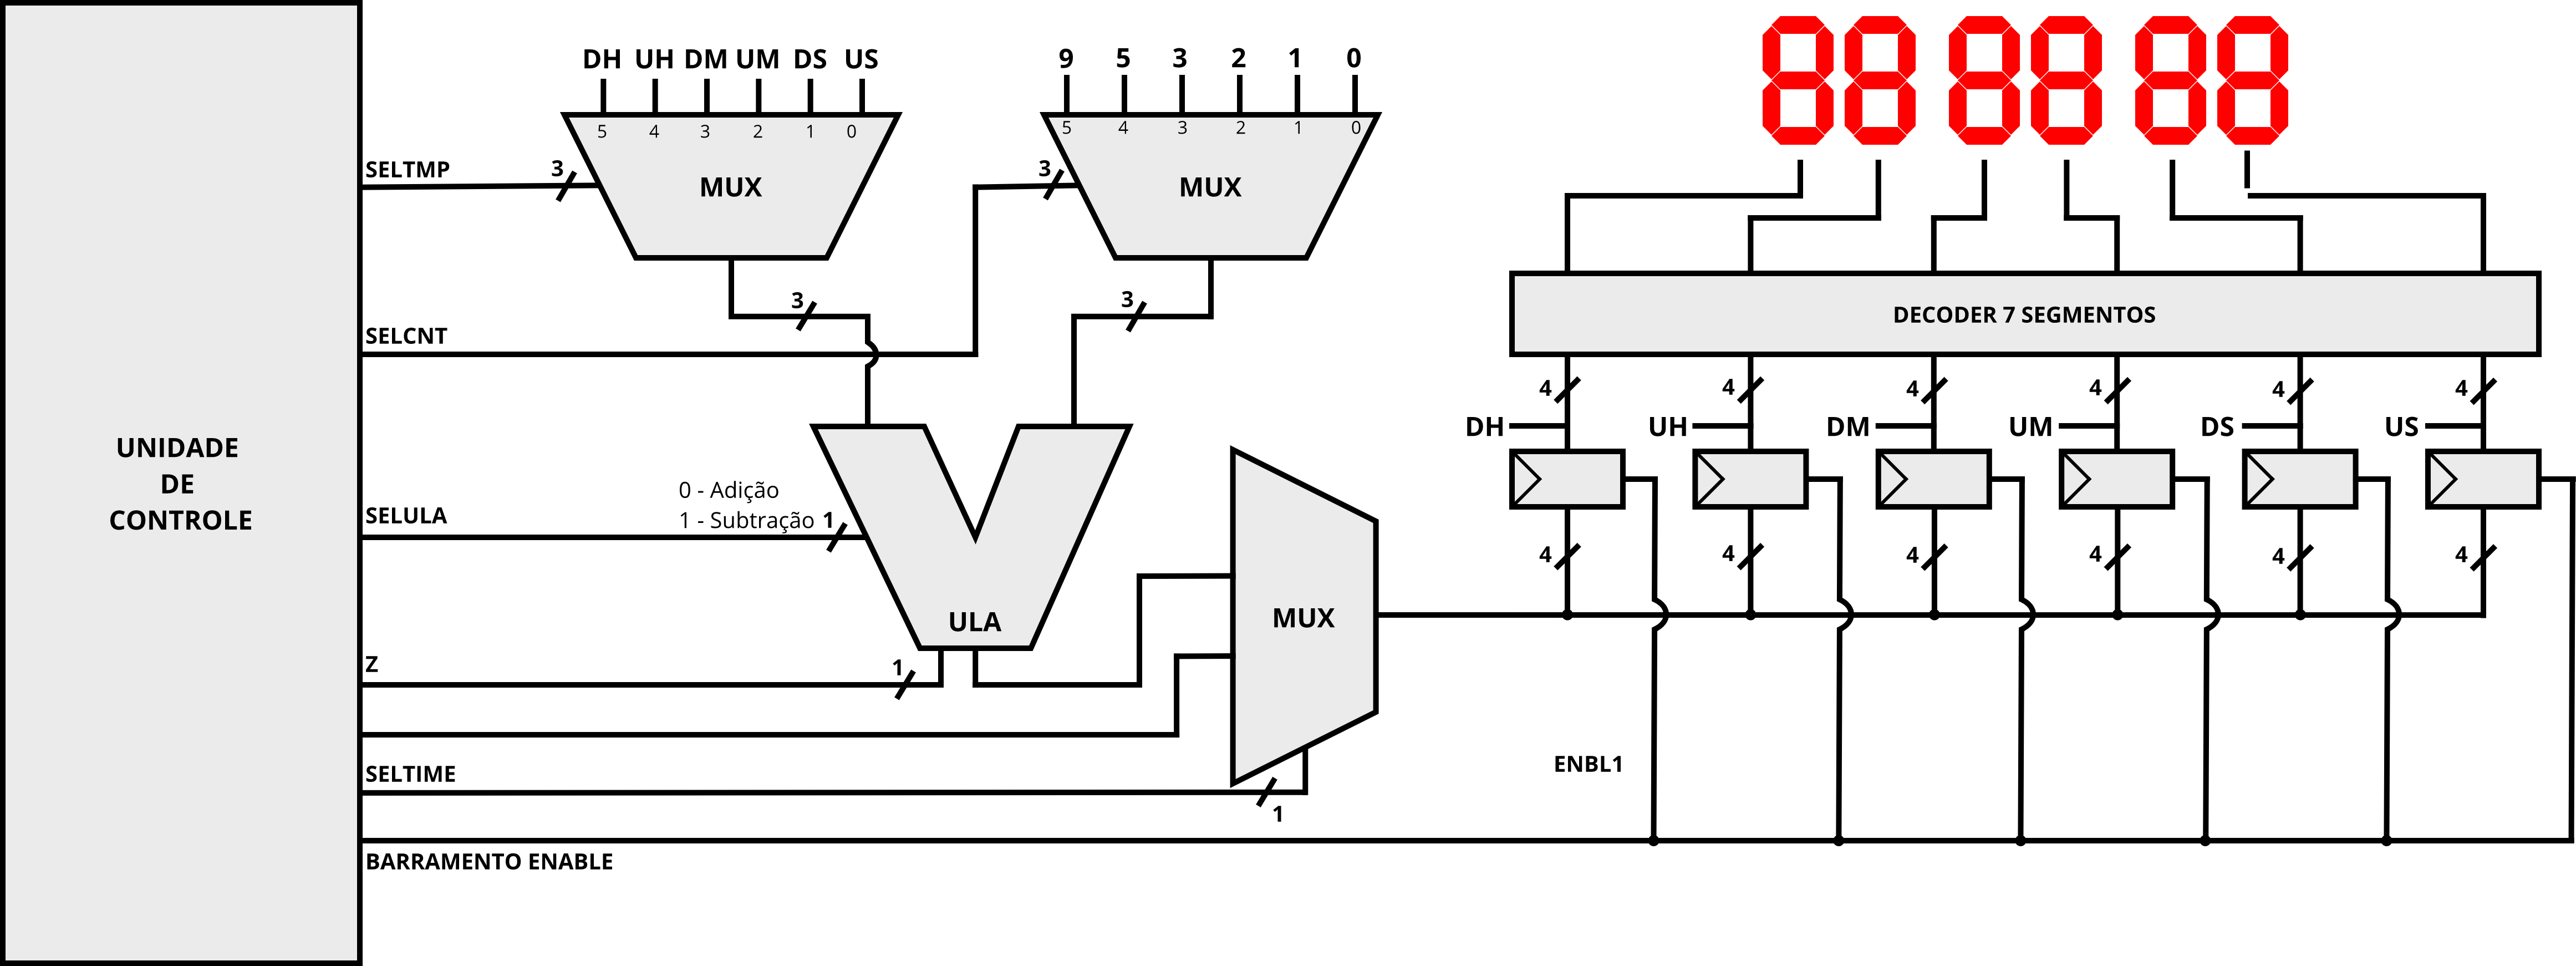 DH UH DM UM DS US
5 4 3 2 1 0
MUX
3
9 5 3 2 1 0
5 4 3 2 1 0
MUX
3
88 88 88
SELTMP
3
3
SELCNT
DECODER 7 SEGMENTOS
4 4 4 4 4 4
DH UH DM UM DS US
UNIDADE
DE
CONTROLE
0 - Adição
1 - Subtração 1
SELULA
4 4 4 4 4 4
ULA
MUX
Z
1
SELTIME
1
ENBL1
BARRAMENTO ENABLE